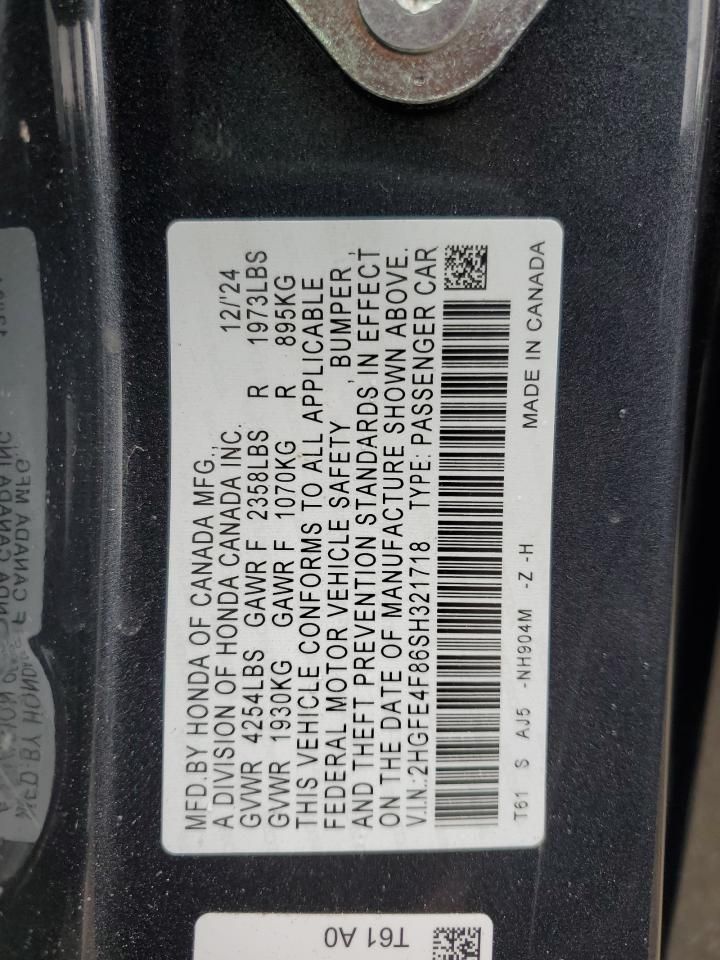 MFD.BY HONDA OF CANADA MFG.,
A DIVISION OF HONDA CANADA INC. 12/'24
GVWR 4254LBS GAWR F 2358LBS R 1973LBS
GVWR 1930KG GAWR F 1070KG R 895KG
THIS VEHICLE CONFORMS TO ALL APPLICABLE
FEDERAL MOTOR VEHICLE SAFETY, BUMPER,
AND THEFT PREVENTION STANDARDS IN EFFECT
ON THE DATE OF MANUFACTURE SHOWN ABOVE.
V.I.N.:2HGFE4F86SH321718 TYPE: PASSENGER CAR
T61 S AJ5 -NH904M -Z -H MADE IN CANADA
T61 A0